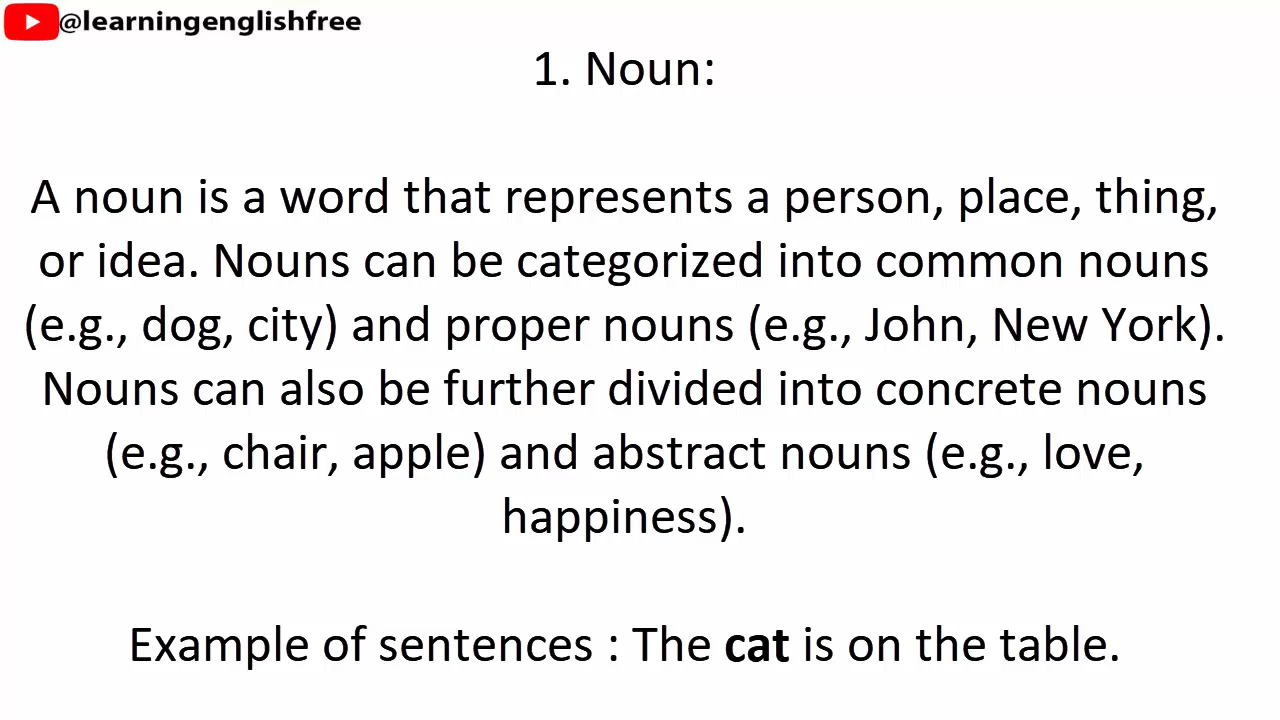 @learningenglishfree
1. Noun:
A noun is a word that represents a person, place, thing,
or idea. Nouns can be categorized into common nouns
(e.g., dog, city) and proper nouns (e.g., John, New York).
Nouns can also be further divided into concrete nouns
(e.g., chair, apple) and abstract nouns (e.g., love,
happiness).
Example of sentences : The cat is on the table.